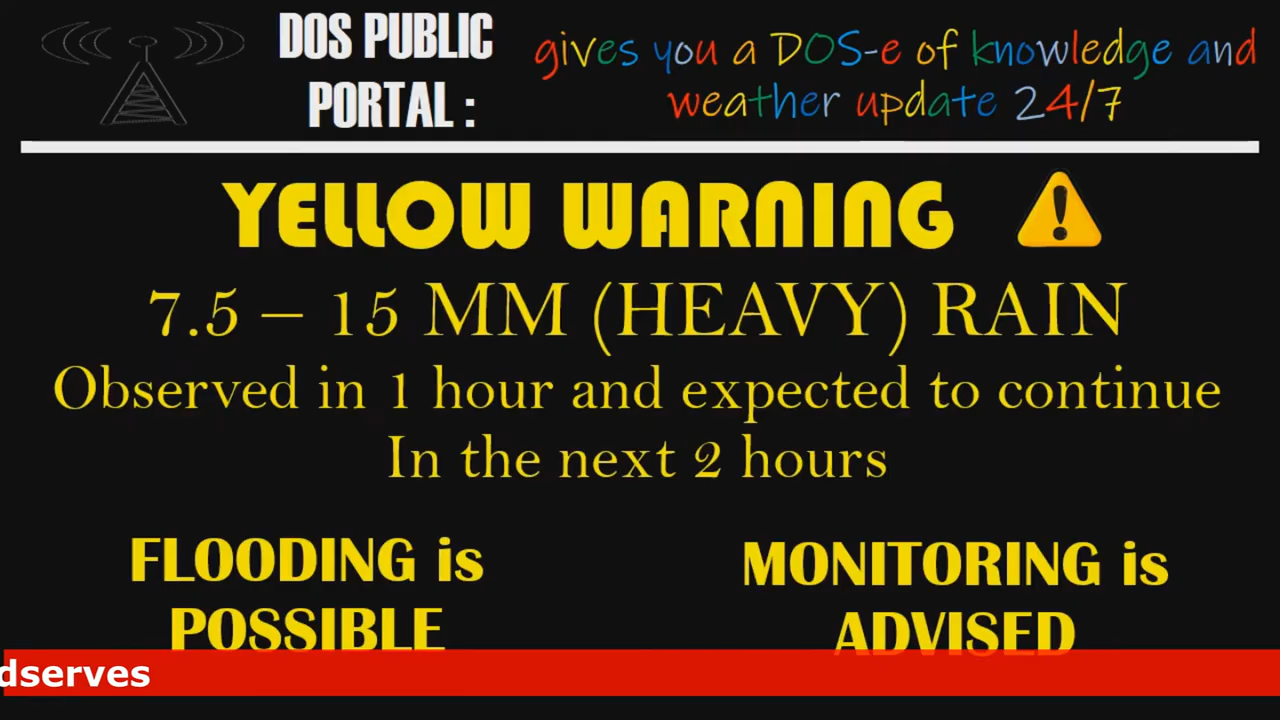 DOS PUBLIC
PORTAL :
gives you a DOS-e of knowledge and
weather update 24/7
YELLOW WARNING
7.5 – 15 MM (HEAVY) RAIN
Observed in 1 hour and expected to continue
In the next 2 hours
FLOODING is
POSSIBLE
MONITORING is
ADVISED
dserves